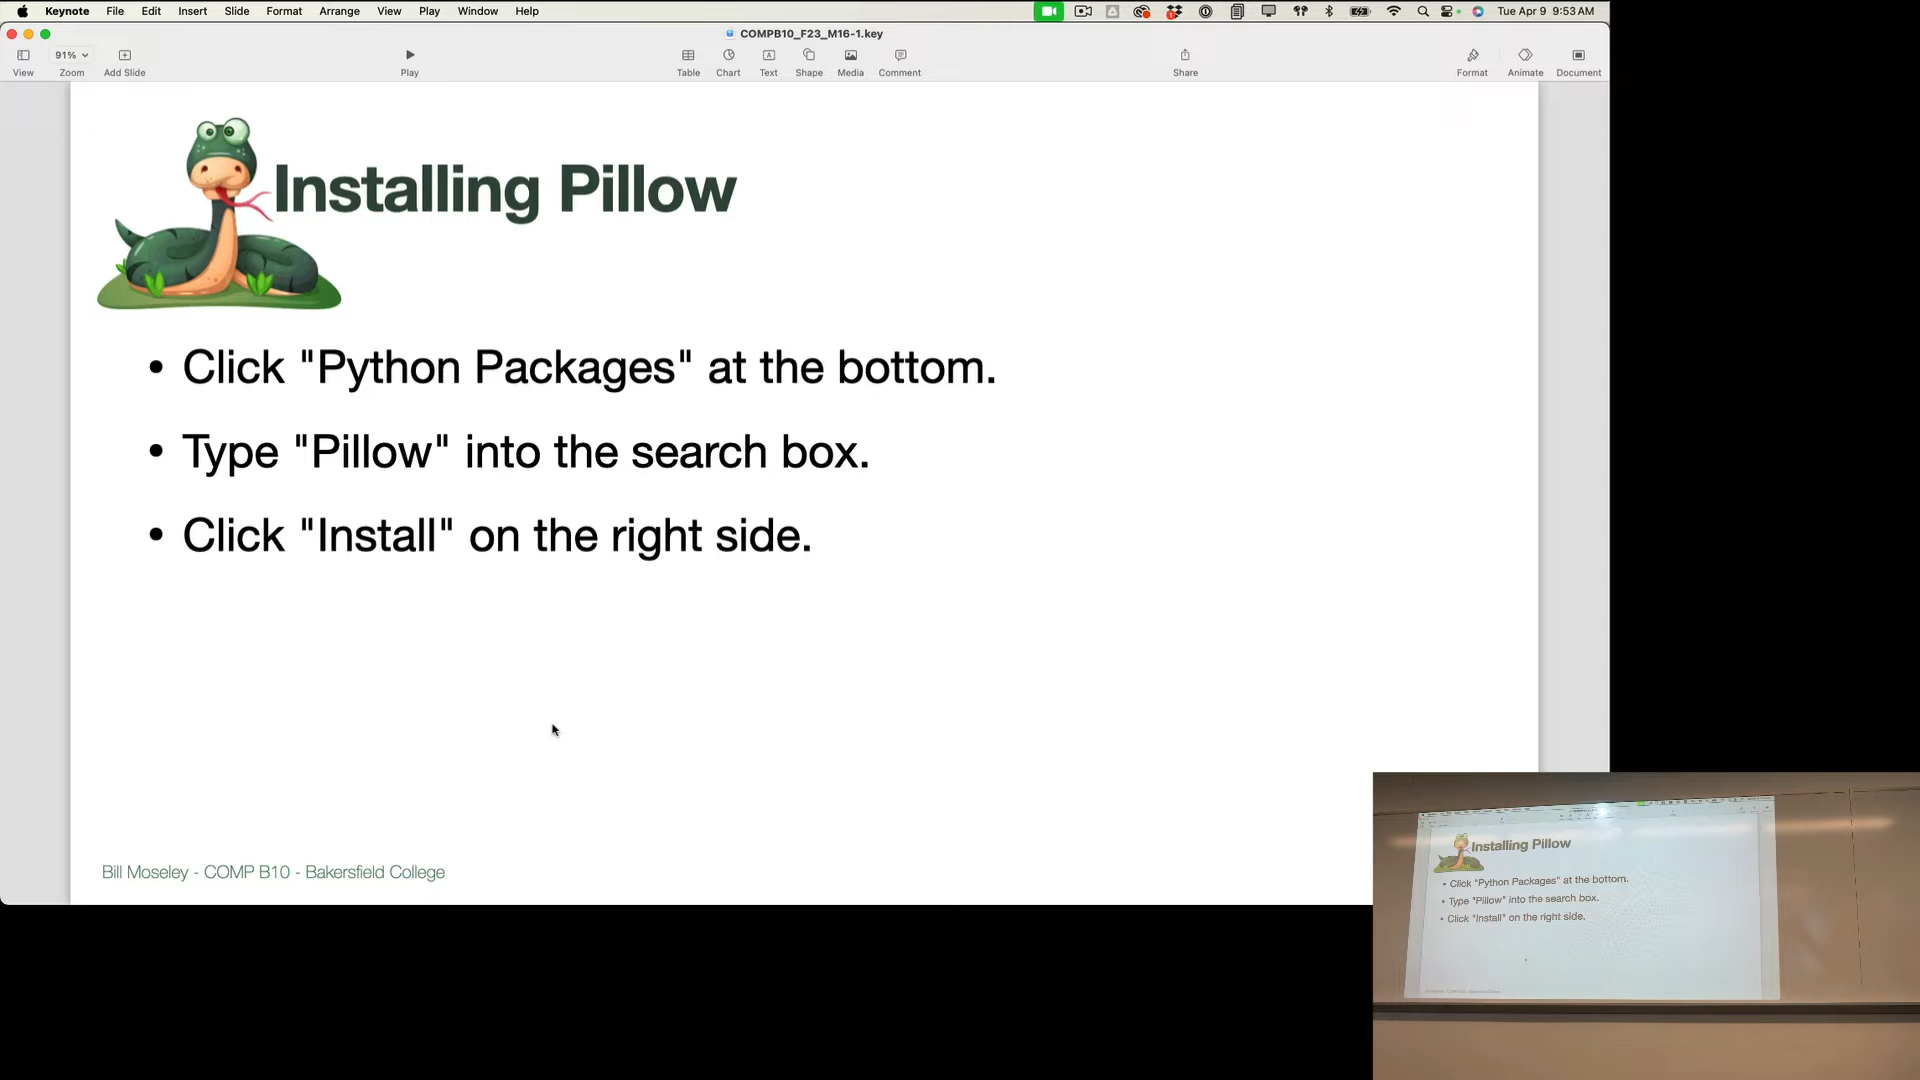 Keynote File Edit Insert Slide Format Arrange View Play Window Help Tue Apr 9 9:53 AM
COMPB10_F23_M16-1.key
91%
View Zoom Add Slide Play Table Chart Text Shape Media Comment Share Format Animate Document
Installing Pillow
• Click "Python Packages" at the bottom.
• Type "Pillow" into the search box.
• Click "Install" on the right side.
Bill Moseley - COMP B10 - Bakersfield College
Installing Pillow
• Click "Python Packages" at the bottom.
• Type "Pillow" into the search box.
• Click "Install" on the right side.